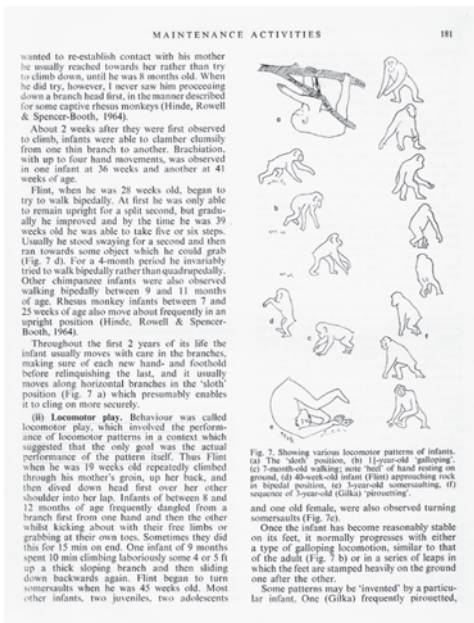 MAINTENANCE ACTIVITIES
181
wanted to re-establish contact with his mother
he usually reached towards her rather than try
to climb down, until he was 8 months old. When
he did try, however, I never saw him proceeding
down a branch head first, in the manner described
for some captive rhesus monkeys (Hinde, Rowell
& Spencer-Booth, 1964).
About 2 weeks after they were first observed
to climb, infants were able to clamber clumsily
from one thin branch to another. Brachiation,
with up to four hand movements, was observed
in one infant at 36 weeks and another at 41
weeks of age.
Flint, when he was 28 weeks old, began to
try to walk bipedally. At first he was only able
to remain upright for a split second, but gradu-
ally he improved and by the time he was 39
weeks old he was able to take five or six steps.
Usually he stood swaying for a second and then
ran towards some object which he could grab
(Fig. 7 d). For a 4-month period he invariably
tried to walk bipedally rather than quadrupedally.
Other chimpanzee infants were also observed
walking bipedally between 9 and 11 months
of age. Rhesus monkey infants between 7 and
25 weeks of age also move about frequently in an
upright position (Hinde, Rowell & Spencer-
Booth, 1964).
Throughout the first 2 years of its life the
infant usually moves with care in the branches,
making sure of each new hand- and foothold
before relinquishing the last, and it usually
moves along horizontal branches in the 'sloth'
position (Fig. 7 a) which presumably enables
it to cling on more securely.
(ii) Locomotor play. Behaviour was called
locomotor play, which involved the perform-
ance of locomotor patterns in a context which
suggested that the only goal was the actual
performance of the pattern itself. Thus Flint
when he was 19 weeks old repeatedly climbed
through his mother's groin, up her back, and
then dived down head first over her other
shoulder into her lap. Infants of between 8 and
12 months of age frequently dangled from a
branch first from one hand and then the other
whilst kicking about with their free limbs or
grabbing at their own toes. Sometimes they did
this for 15 min on end. One infant of 9 months
spent 10 min climbing laboriously some 4 or 5 ft
up a thick sloping branch and then sliding
down backwards again. Flint began to turn
somersaults when he was 45 weeks old. Most
other infants, two juveniles, two adolescents
a
b
c
d
e
f
Fig. 7. Showing various locomotor patterns of infants.
(a) The 'sloth' position, (b) 1½-year-old 'galloping',
(c) 7-month-old walking; note 'heel' of hand resting on
ground, (d) 40-week-old infant (Flint) approaching rock
in bipedal position, (e) 3-year-old somersaulting, (f)
sequence of 3-year-old (Gilka) 'pirouetting'.
and one old female, were also observed turning
somersaults (Fig. 7e).
Once the infant has become reasonably stable
on its feet, it normally progresses with either
a type of galloping locomotion, similar to that
of the adult (Fig. 7 b) or in a series of leaps in
which the feet are stamped heavily on the ground
one after the other.
Some patterns may be 'invented' by a particu-
lar infant. One (Gilka) frequently pirouetted,